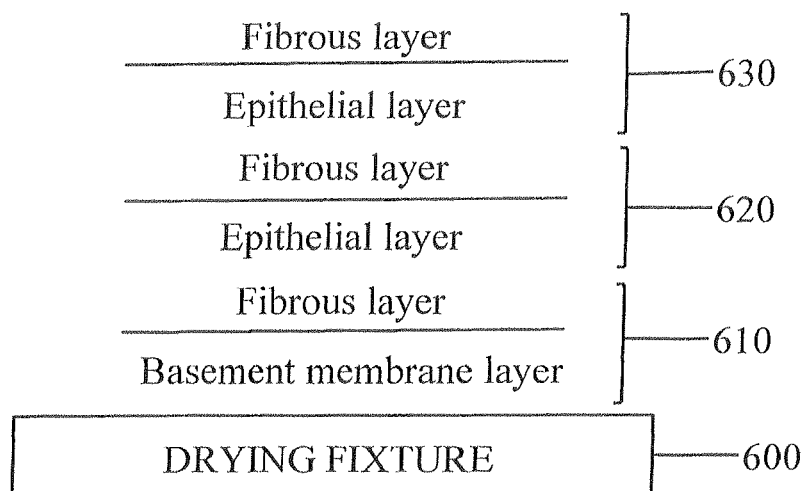 Fibrous layer
630
Epithelial layer
Fibrous layer
620
Epithelial layer
Fibrous layer
610
Basement membrane layer
DRYING FIXTURE
600